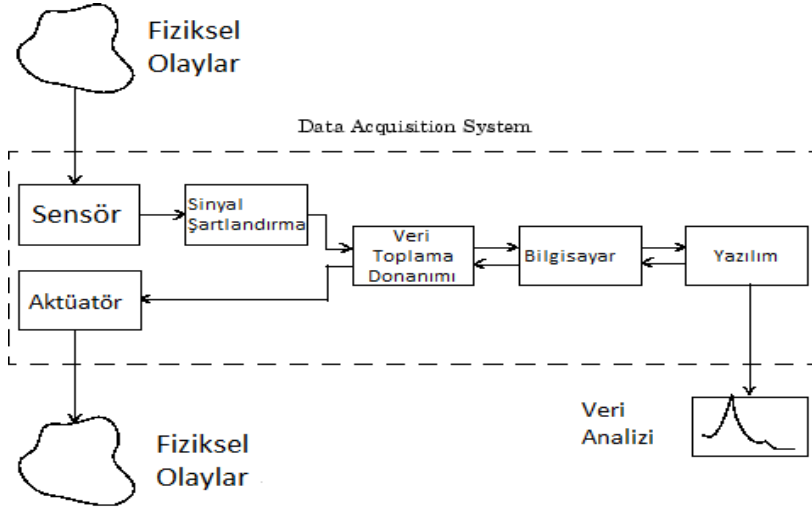 Fiziksel
Olaylar
Data Acquisition System
Sensör
Sinyal
Şartlandırma
Veri
Toplama
Donanımı
Bilgisayar
Yazılım
Aktüatör
Fiziksel
Olaylar
Veri
Analizi